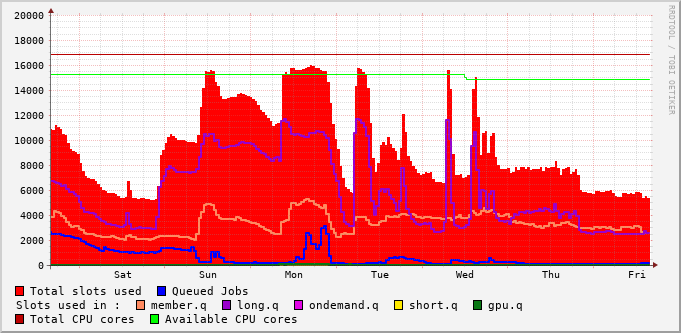 20000
18000
16000
14000
12000
10000
8000
6000
4000
2000
0
Sat Sun Mon Tue Wed Thu Fri
RRDTOOL / TOBI OETIKER
Total slots used Queued Jobs
Slots used in : member.q long.q ondemand.q short.q gpu.q
Total CPU cores Available CPU cores